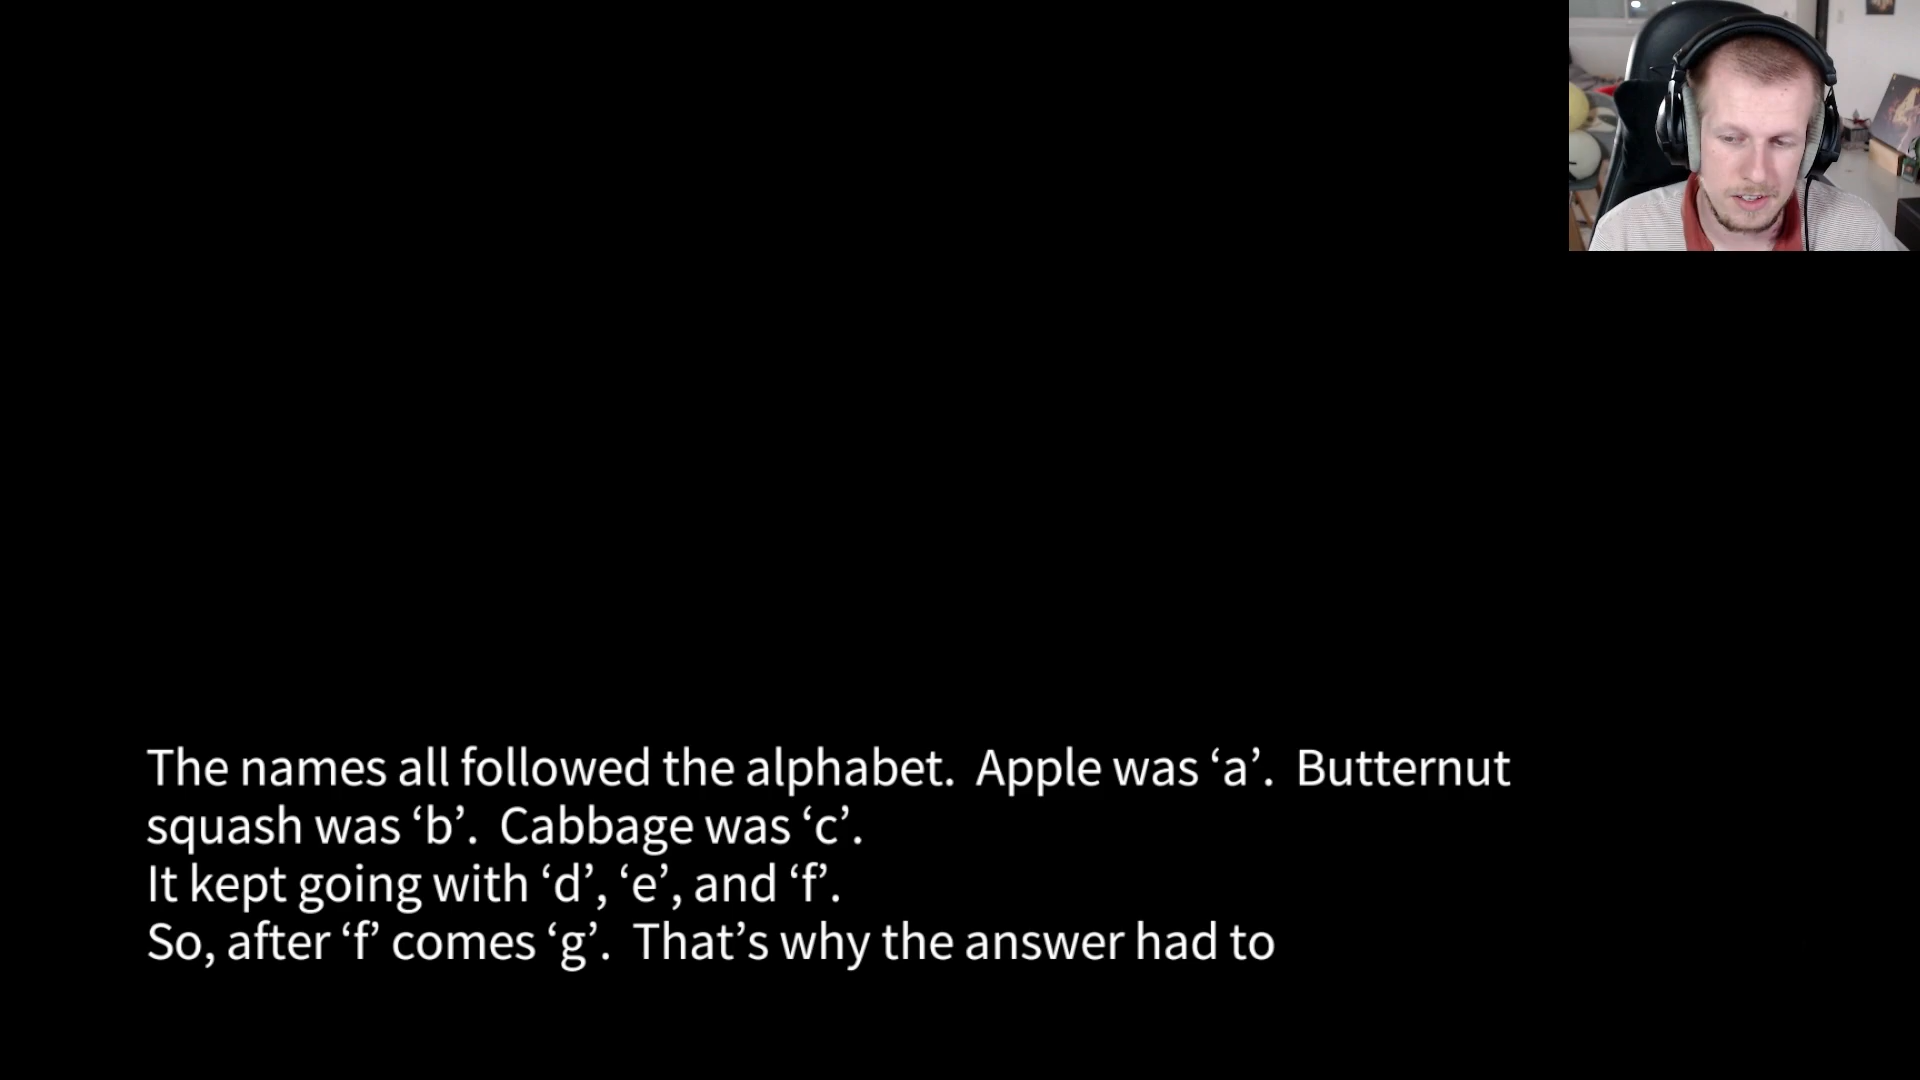 The names all followed the alphabet.  Apple was ‘a’.  Butternut
squash was ‘b’.  Cabbage was ‘c’.
It kept going with ‘d’, ‘e’, and ‘f’.
So, after ‘f’ comes ‘g’.  That’s why the answer had to